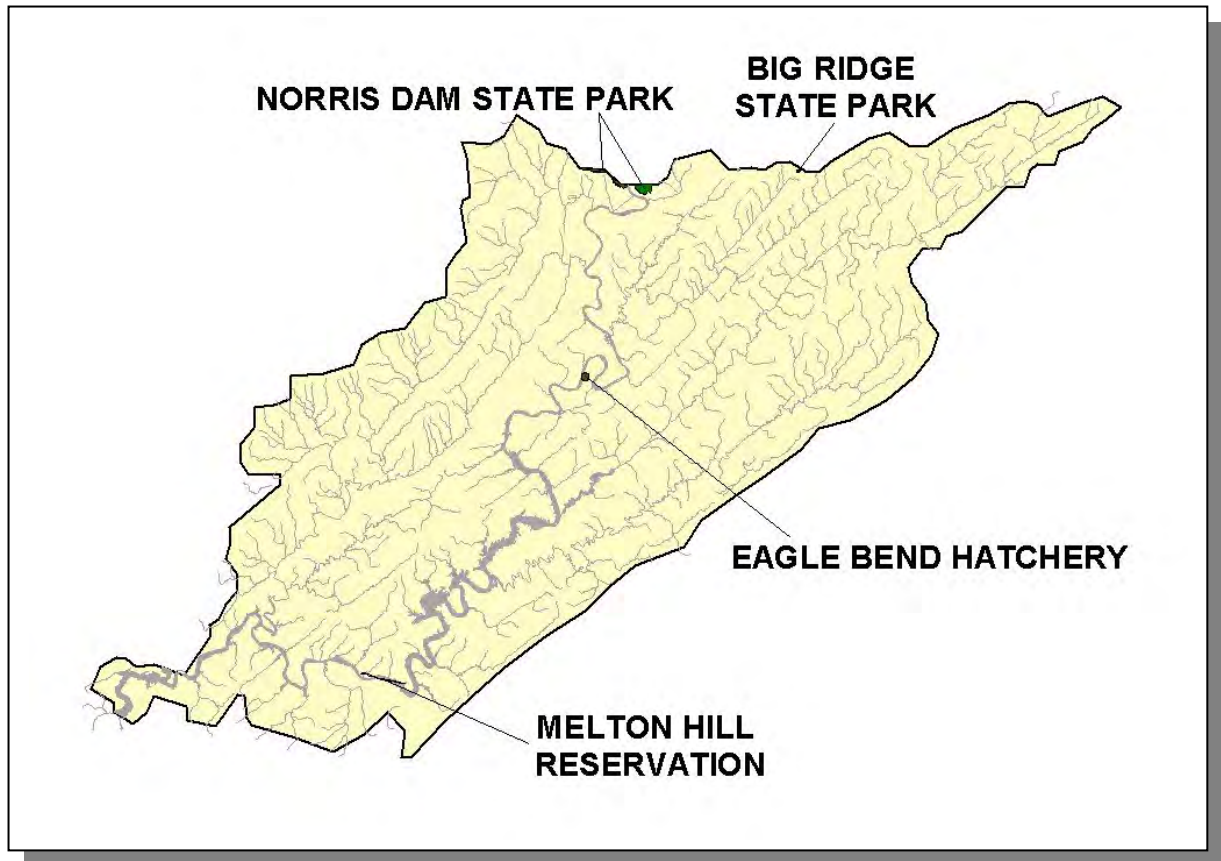 NORRIS DAM STATE PARK
BIG RIDGE
STATE PARK
EAGLE BEND HATCHERY
MELTON HILL
RESERVATION